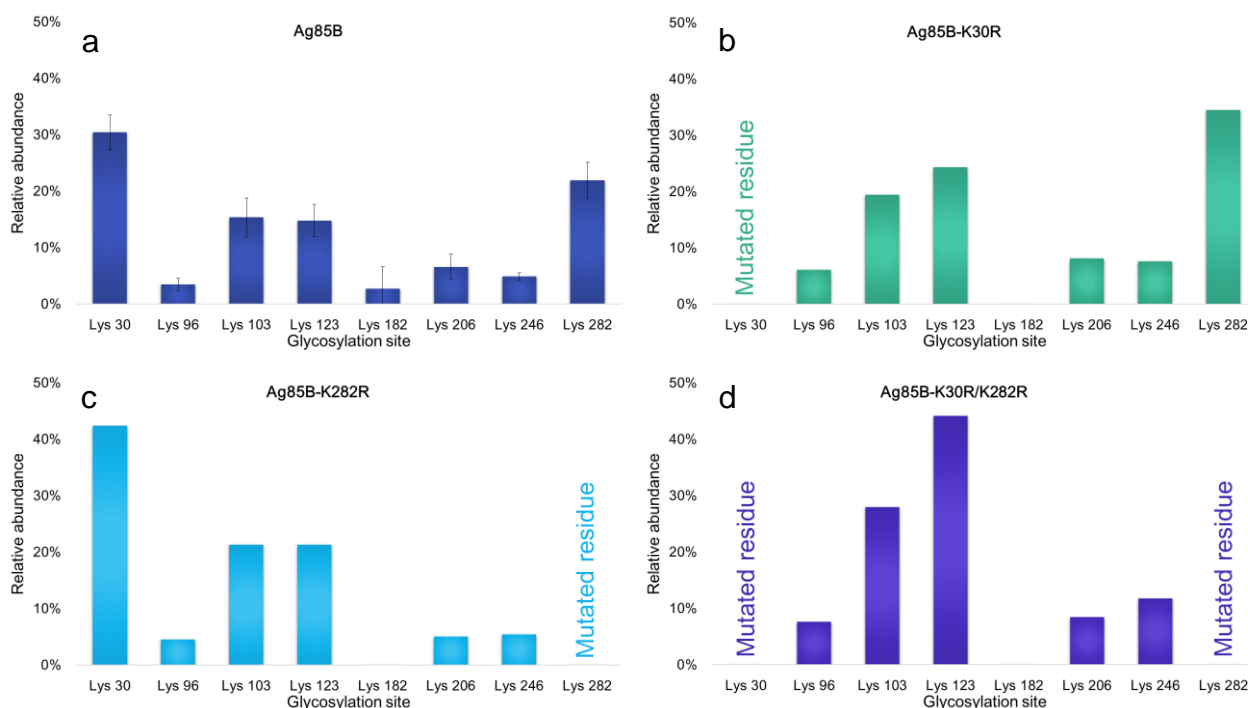 a
Ag85B
50%
40%
30%
20%
10%
0%
Relative abundance
Lys 30 Lys 96 Lys 103 Lys 123 Lys 182 Lys 206 Lys 246 Lys 282
Glycosylation site
b
Ag85B-K30R
50%
40%
30%
20%
10%
0%
Relative abundance
Mutated residue
Lys 30 Lys 96 Lys 103 Lys 123 Lys 182 Lys 206 Lys 246 Lys 282
Glycosylation site
c
Ag85B-K282R
50%
40%
30%
20%
10%
0%
Relative abundance
Mutated residue
Lys 30 Lys 96 Lys 103 Lys 123 Lys 182 Lys 206 Lys 246 Lys 282
Glycosylation site
d
Ag85B-K30R/K282R
50%
40%
30%
20%
10%
0%
Relative abundance
Mutated residue
Mutated residue
Lys 30 Lys 96 Lys 103 Lys 123 Lys 182 Lys 206 Lys 246 Lys 282
Glycosylation site